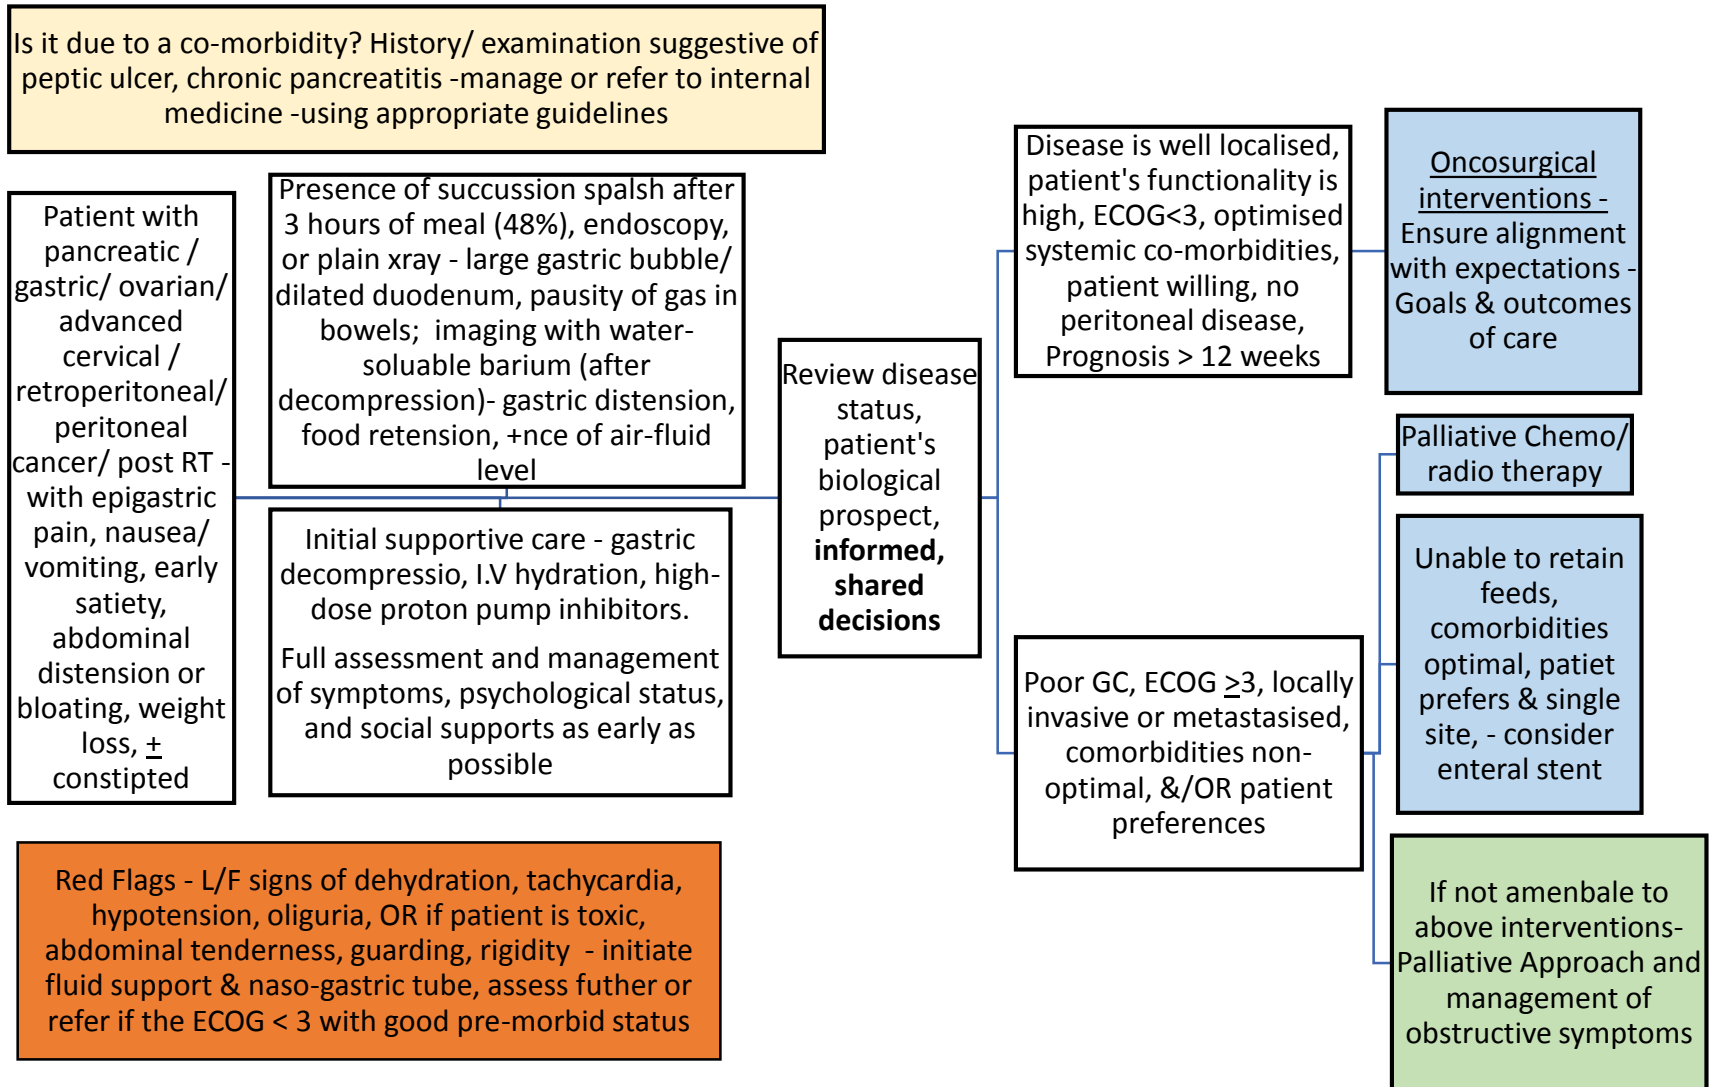 Is it due to a co-morbidity? History/ examination suggestive of
peptic ulcer, chronic pancreatitis -manage or refer to internal
medicine -using appropriate guidelines
Patient with
pancreatic /
gastric/ ovarian/
advanced
cervical /
retroperitoneal/
peritoneal
cancer/ post RT -
with epigastric
pain, nausea/
vomiting, early
satiety,
abdominal
distension or
bloating, weight
loss, ±
constipted
Presence of succussion spalsh after
3 hours of meal (48%), endoscopy,
or plain xray - large gastric bubble/
dilated duodenum, pausity of gas in
bowels; imaging with water-
soluable barium (after
decompression)- gastric distension,
food retension, +nce of air-fluid
level
Initial supportive care - gastric
decompressio, I.V hydration, high-
dose proton pump inhibitors.
Full assessment and management
of symptoms, psychological status,
and social supports as early as
possible
Review disease
status,
patient's
biological
prospect,
informed,
shared
decisions
Disease is well localised,
patient's functionality is
high, ECOG<3, optimised
systemic co-morbidities,
patient willing, no
peritoneal disease,
Prognosis > 12 weeks
Oncosurgical
interventions -
Ensure alignment
with expectations -
Goals & outcomes
of care
Poor GC, ECOG ≥3, locally
invasive or metastasised,
comorbidities non-
optimal, &/OR patient
preferences
Palliative Chemo/
radio therapy
Unable to retain
feeds,
comorbidities
optimal, patiet
prefers & single
site, - consider
enteral stent
If not amenbale to
above interventions-
Palliative Approach and
management of
obstructive symptoms
Red Flags - L/F signs of dehydration, tachycardia,
hypotension, oliguria, OR if patient is toxic,
abdominal tenderness, guarding, rigidity - initiate
fluid support & naso-gastric tube, assess futher or
refer if the ECOG < 3 with good pre-morbid status